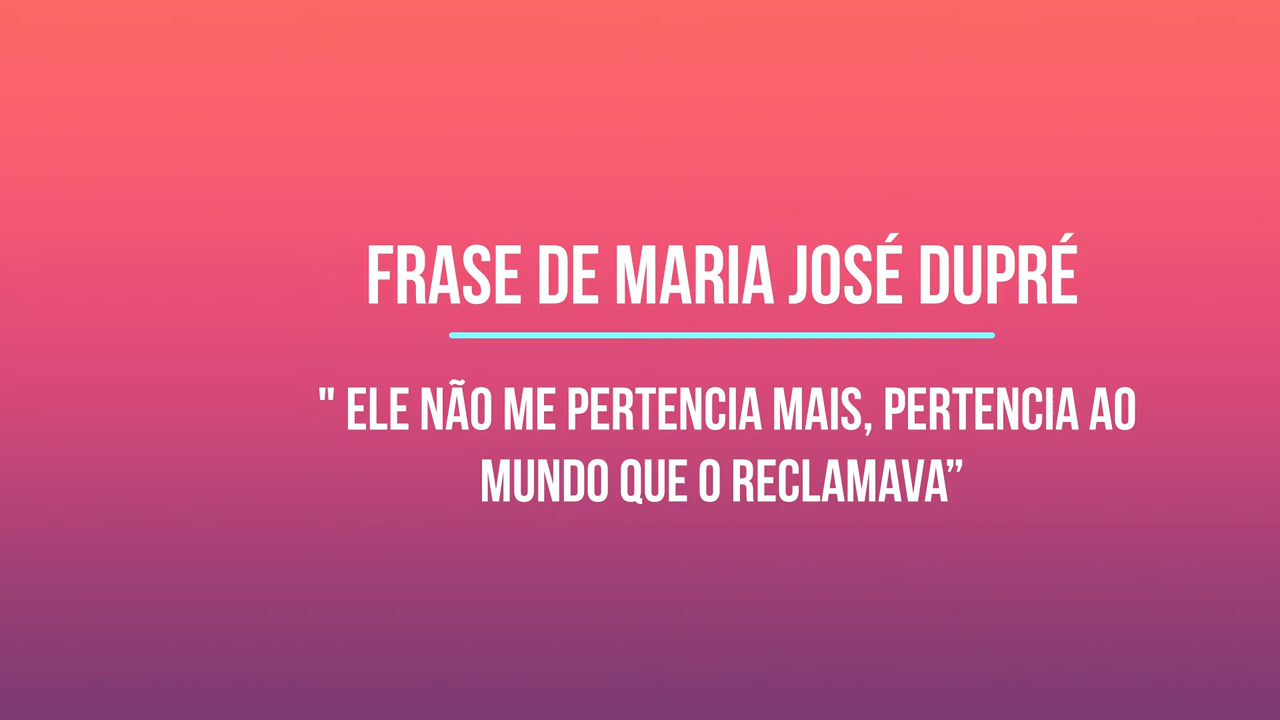 FRASE DE MARIA JOSÉ DUPRÉ
" ELE NÃO ME PERTENCIA MAIS, PERTENCIA AO
MUNDO QUE O RECLAMAVA”